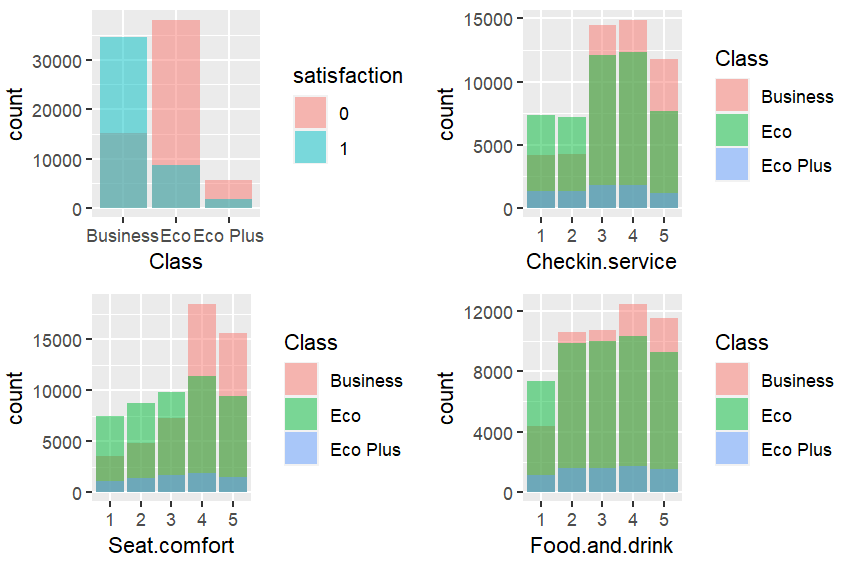 count
30000
20000
10000
0
Business Eco Eco Plus
Class
satisfaction
0
1
count
15000
10000
5000
0
1 2 3 4 5
Checkin.service
Class
Business
Eco
Eco Plus
count
15000
10000
5000
0
1 2 3 4 5
Seat.comfort
Class
Business
Eco
Eco Plus
count
12000
8000
4000
0
1 2 3 4 5
Food.and.drink
Class
Business
Eco
Eco Plus